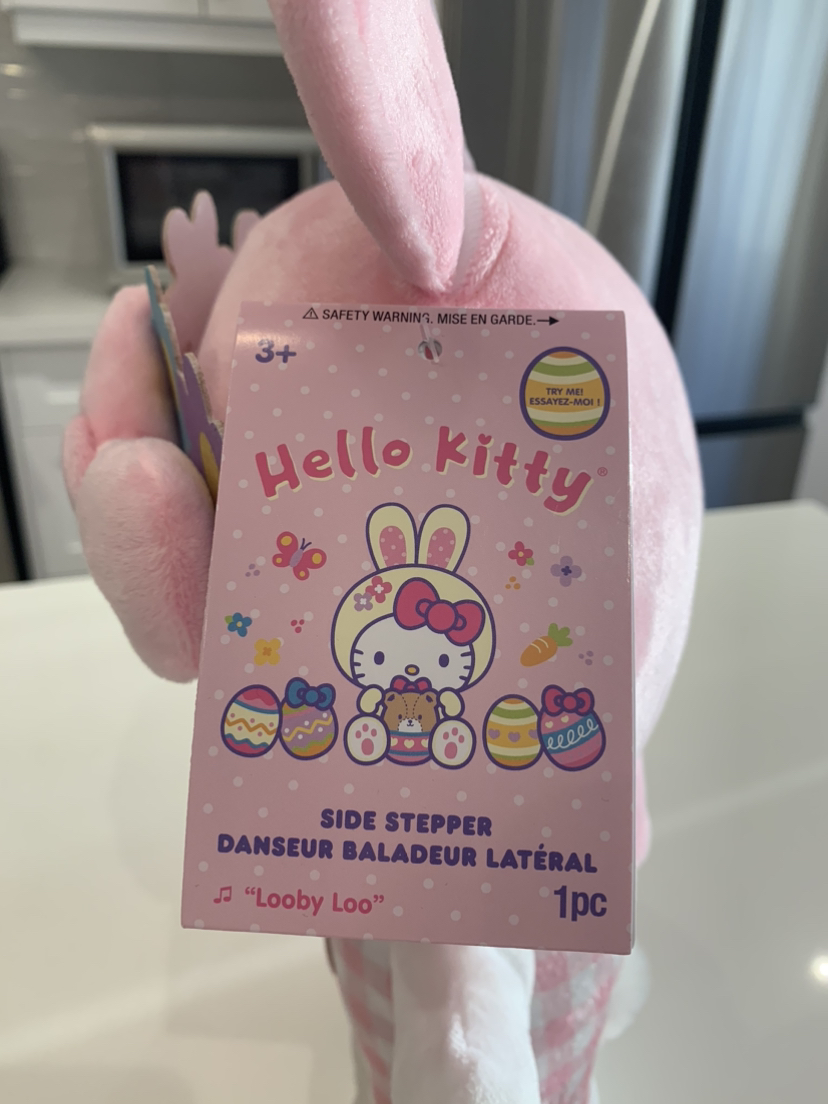 ⚠ SAFETY WARNING. MISE EN GARDE.→
3+
TRY ME!
ESSAYEZ-MOI !
Hello Kitty®
SIDE STEPPER
DANSEUR BALADEUR LATÉRAL
♫ “Looby Loo”
1pc